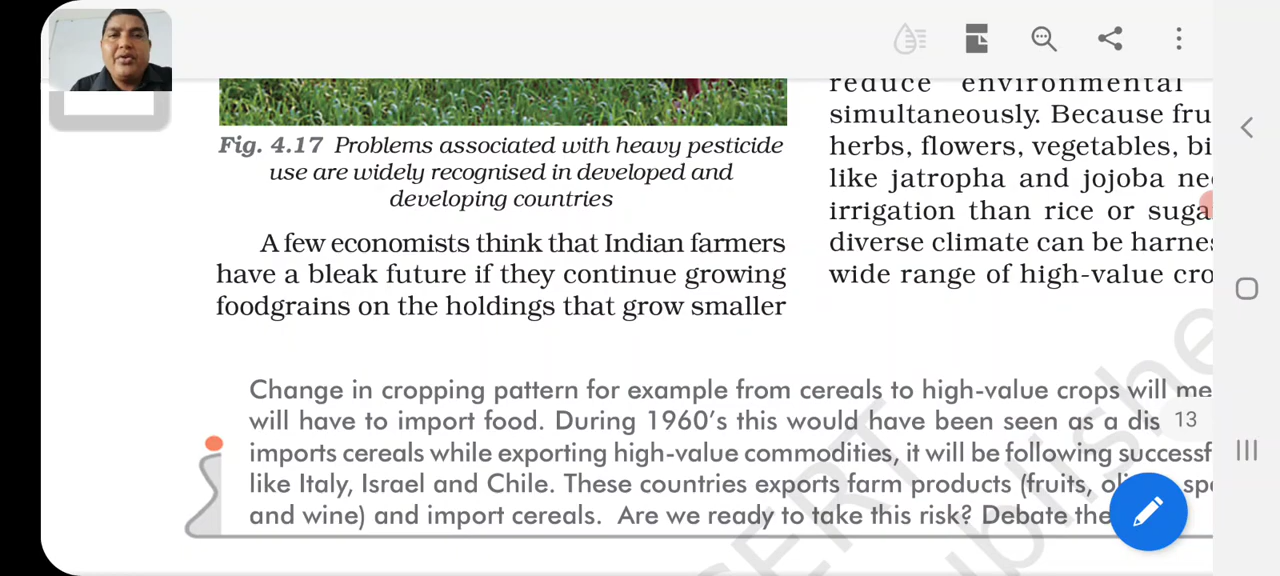 Fig. 4.17 Problems associated with heavy pesticide
use are widely recognised in developed and
developing countries
A few economists think that Indian farmers
have a bleak future if they continue growing
foodgrains on the holdings that grow smaller
reduce environmental
simultaneously. Because fru
herbs, flowers, vegetables, bi
like jatropha and jojoba ne
irrigation than rice or suga
diverse climate can be harnes
wide range of high-value cro
Change in cropping pattern for example from cereals to high-value crops will me
will have to import food. During 1960's this would have been seen as a dis
13
imports cereals while exporting high-value commodities, it will be following successf
like Italy, Israel and Chile. These countries exports farm products (fruits, spe
and wine) and import cereals. Are we ready to take this risk? Debate the